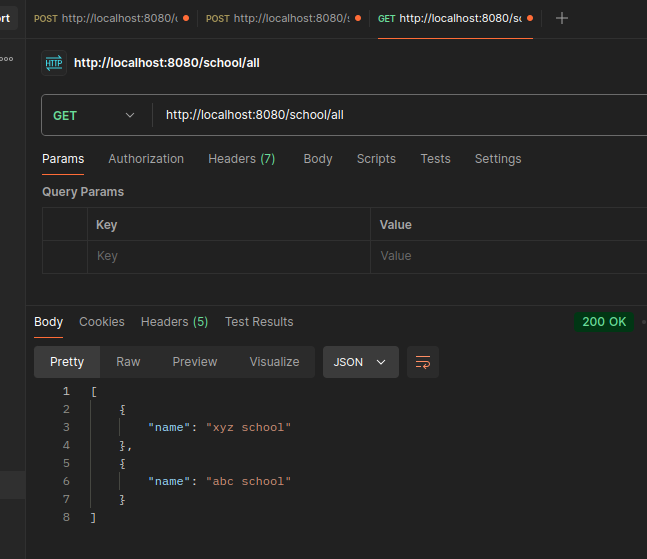 rt POST http://localhost:8080/ POST http://localhost:8080/s GET http://localhost:8080/sc
HTTP http://localhost:8080/school/all
GET http://localhost:8080/school/all
Params Authorization Headers (7) Body Scripts Tests Settings
Query Params
Key Value
Key Value
Body Cookies Headers (5) Test Results 200 OK
Pretty Raw Preview Visualize JSON
1 [
2 {
3 "name": "xyz school"
4 },
5 {
6 "name": "abc school"
7 }
8 ]